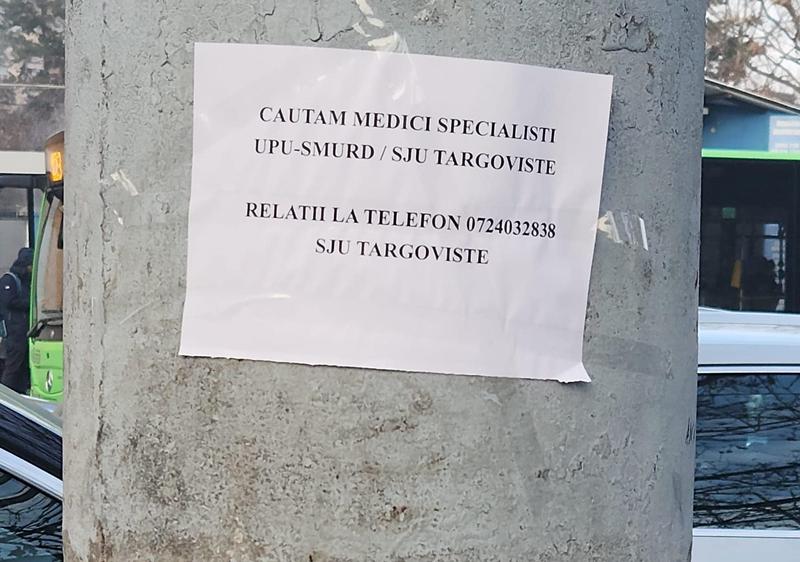 CAUTAM MEDICI SPECIALISTI
UPU-SMURD / SJU TARGOVISTE
RELATII LA TELEFON 0724032838
SJU TARGOVISTE